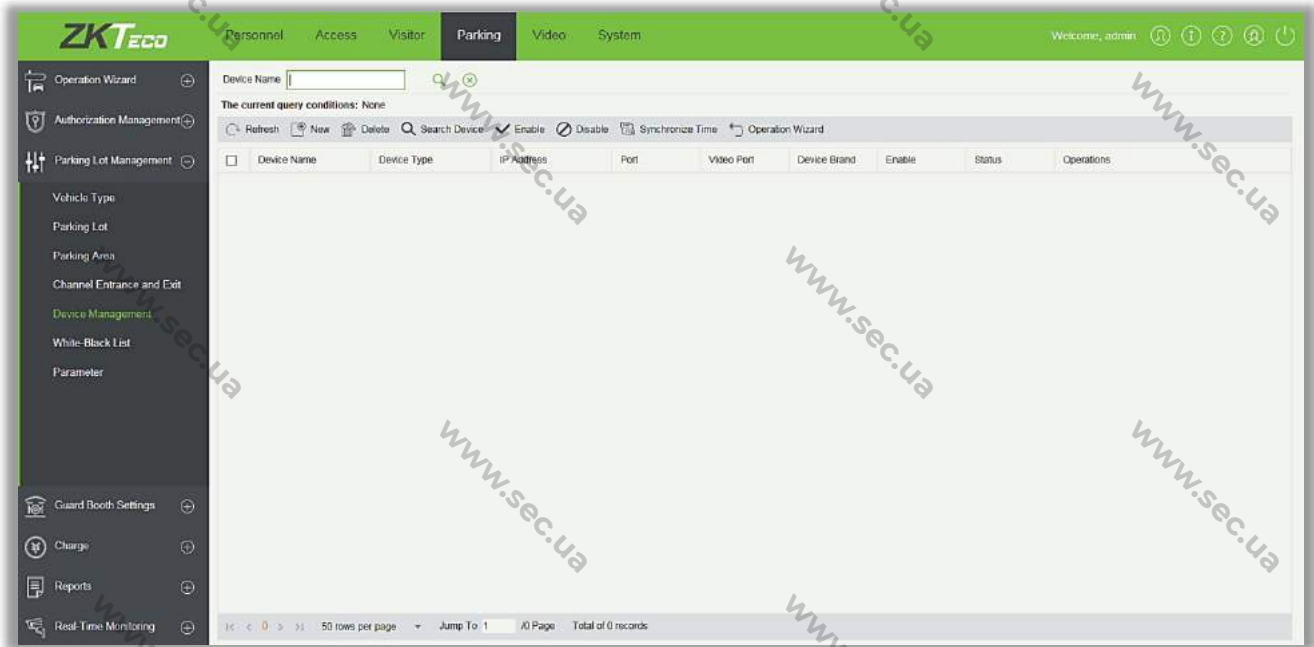 ZKTECO Personnel Access Visitor Parking Video System Welcome, admin
Operation Wizard
Authorization Management
Parking Lot Management
Vehicle Type
Parking Lot
Parking Area
Channel Entrance and Exit
Device Management
White-Black List
Parameter
Guard Booth Settings
Charge
Reports
Real-Time Monitoring
Device Name
The current query conditions: None
Refresh New Delete Search Device Enable Disable Synchronize Time Operation Wizard
Device Name Device Type IP Address Port Video Port Device Brand Enable Status Operations
|< < 0 > >| 50 rows per page Jump To 1 /0 Page Total of 0 records
www.sec.ua
www.sec.ua
www.sec.ua
www.sec.ua
www.sec.ua
www.sec.ua
c.ua
c.ua
www.
www.